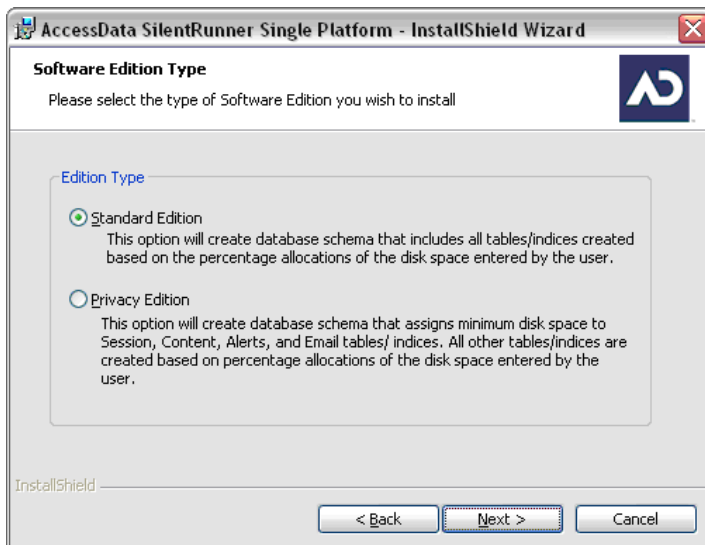 AccessData SilentRunner Single Platform - InstallShield Wizard
Software Edition Type
Please select the type of Software Edition you wish to install
AD
Edition Type
Standard Edition
This option will create database schema that includes all tables/indices created
based on the percentage allocations of the disk space entered by the user.
Privacy Edition
This option will create database schema that assigns minimum disk space to
Session, Content, Alerts, and Email tables/ indices. All other tables/indices are
created based on percentage allocations of the disk space entered by the
user.
InstallShield
< Back
Next >
Cancel